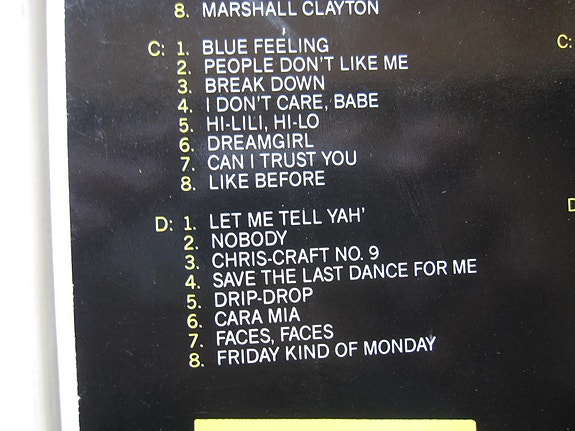 8. MARSHALL CLAYTON
C: 1. BLUE FEELING
2. PEOPLE DON'T LIKE ME
3. BREAK DOWN
4. I DON'T CARE, BABE
5. HI-LILI, HI-LO
6. DREAMGIRL
7. CAN I TRUST YOU
8. LIKE BEFORE
D: 1. LET ME TELL YAH'
2. NOBODY
3. CHRIS-CRAFT NO. 9
4. SAVE THE LAST DANCE FOR ME
5. DRIP-DROP
6. CARA MIA
7. FACES, FACES
8. FRIDAY KIND OF MONDAY
C:
D